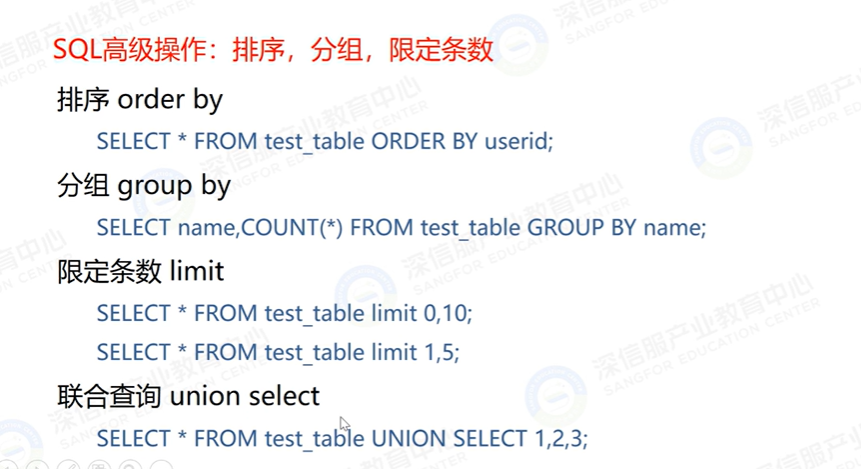 SQL高级操作：排序，分组，限定条数
排序 order by
SELECT * FROM test_table ORDER BY userid;
分组 group by
SELECT name,COUNT(*) FROM test_table GROUP BY name;
限定条数 limit
SELECT * FROM test_table limit 0,10;
SELECT * FROM test_table limit 1,5;
联合查询 union select
SELECT * FROM test_table UNION SELECT 1,2,3;
深信服产业教育中心
SANGFOR EDUCATION CENTER